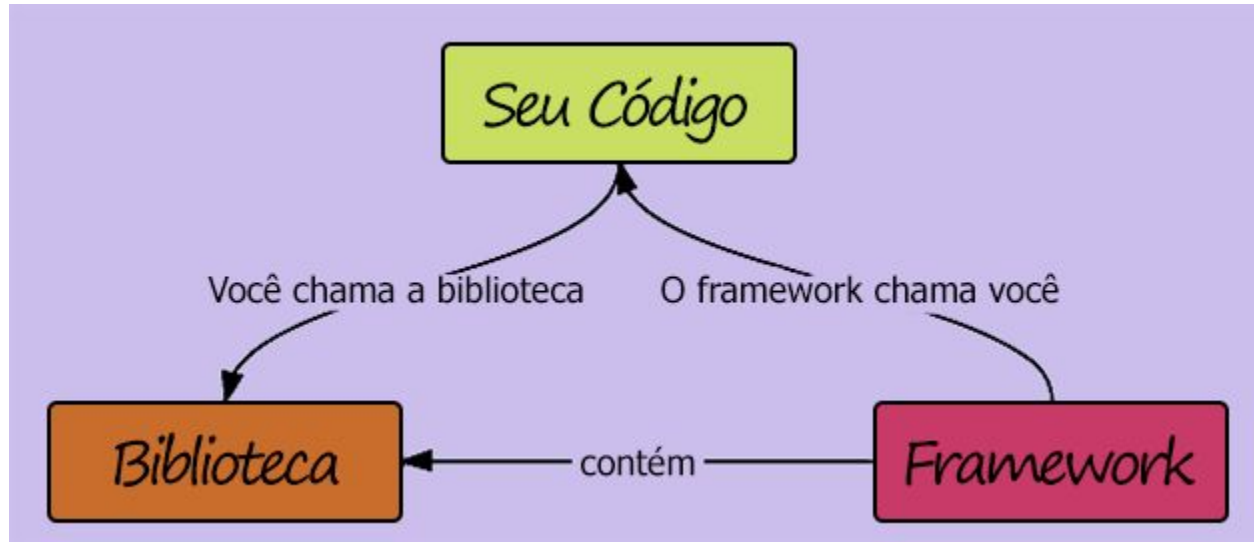 Seu Código
Você chama a biblioteca
O framework chama você
Biblioteca
contém
Framework